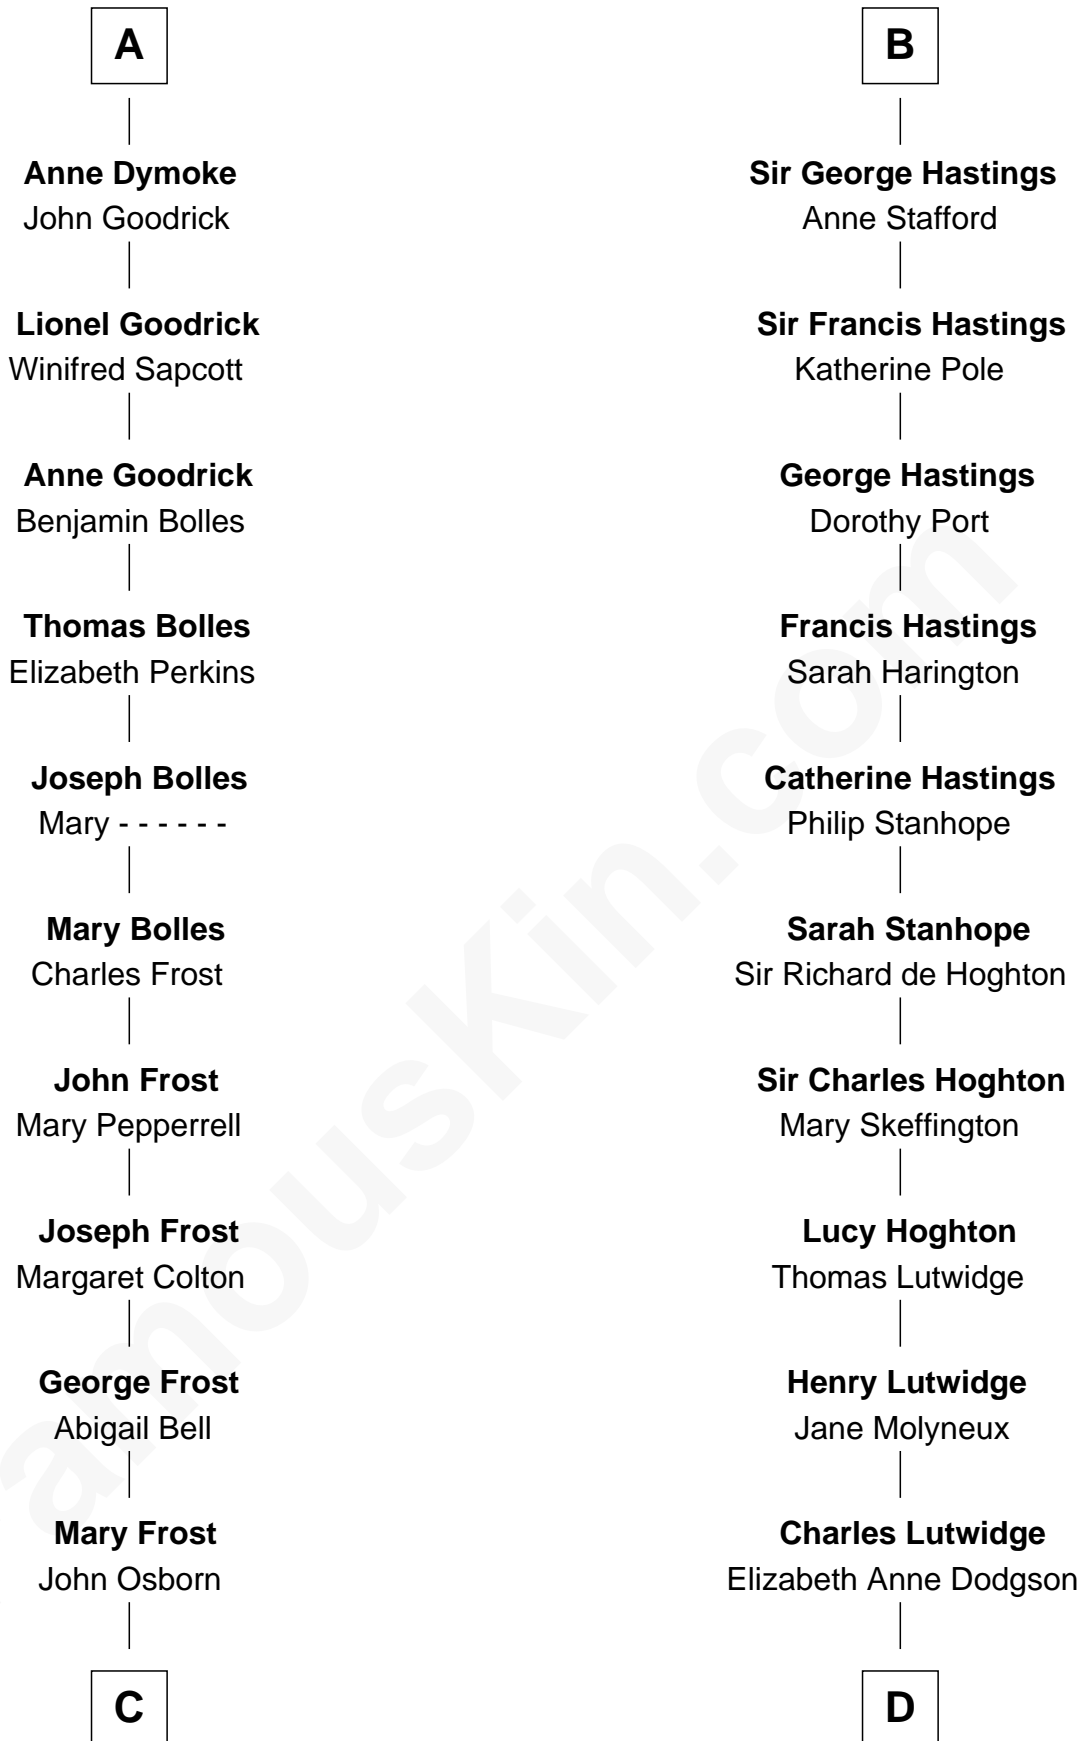 A
Anne Dymoke
John Goodrick
Lionel Goodrick
Winifred Sapcott
Anne Goodrick
Benjamin Bolles
Thomas Bolles
Elizabeth Perkins
Joseph Bolles
Mary - - - - - -
Mary Bolles
Charles Frost
John Frost
Mary Pepperrell
Joseph Frost
Margaret Colton
George Frost
Abigail Bell
Mary Frost
John Osborn
C
B
Sir George Hastings
Anne Stafford
Sir Francis Hastings
Katherine Pole
George Hastings
Dorothy Port
Francis Hastings
Sarah Harington
Catherine Hastings
Philip Stanhope
Sarah Stanhope
Sir Richard de Hoghton
Sir Charles Hoghton
Mary Skeffington
Lucy Hoghton
Thomas Lutwidge
Henry Lutwidge
Jane Molyneux
Charles Lutwidge
Elizabeth Anne Dodgson
D
amousKin.com